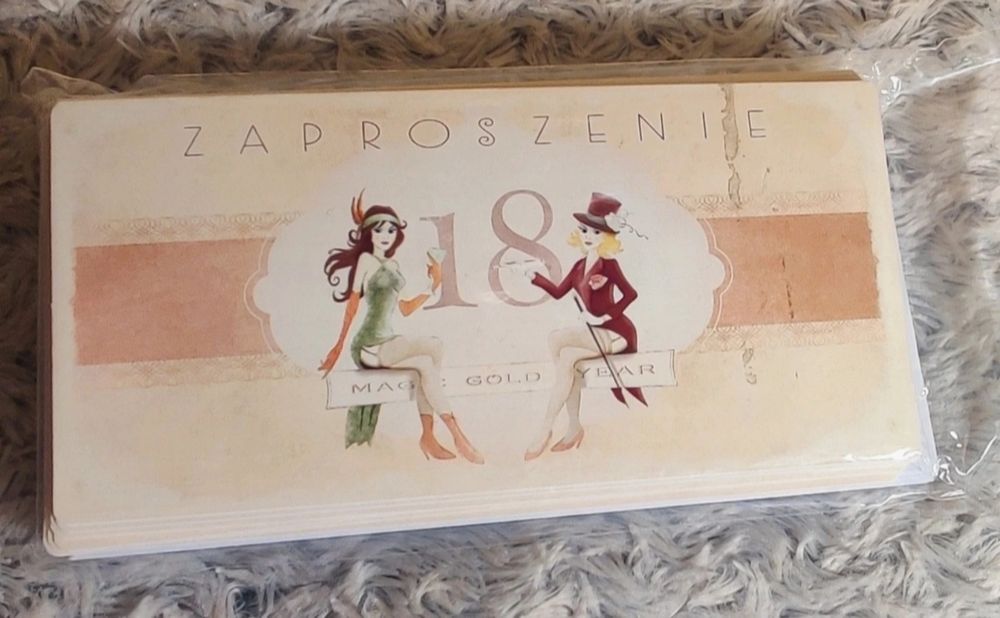 ZAPROSZENIE
18
MAGIC GOLD YEAR